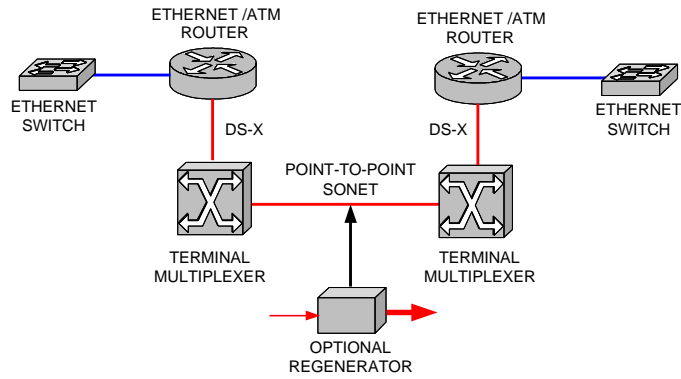 ETHERNET /ATM
ROUTER
ETHERNET /ATM
ROUTER
ETHERNET
SWITCH
ETHERNET
SWITCH
DS-X
DS-X
POINT-TO-POINT
SONET
TERMINAL
MULTIPLEXER
TERMINAL
MULTIPLEXER
OPTIONAL
REGENERATOR